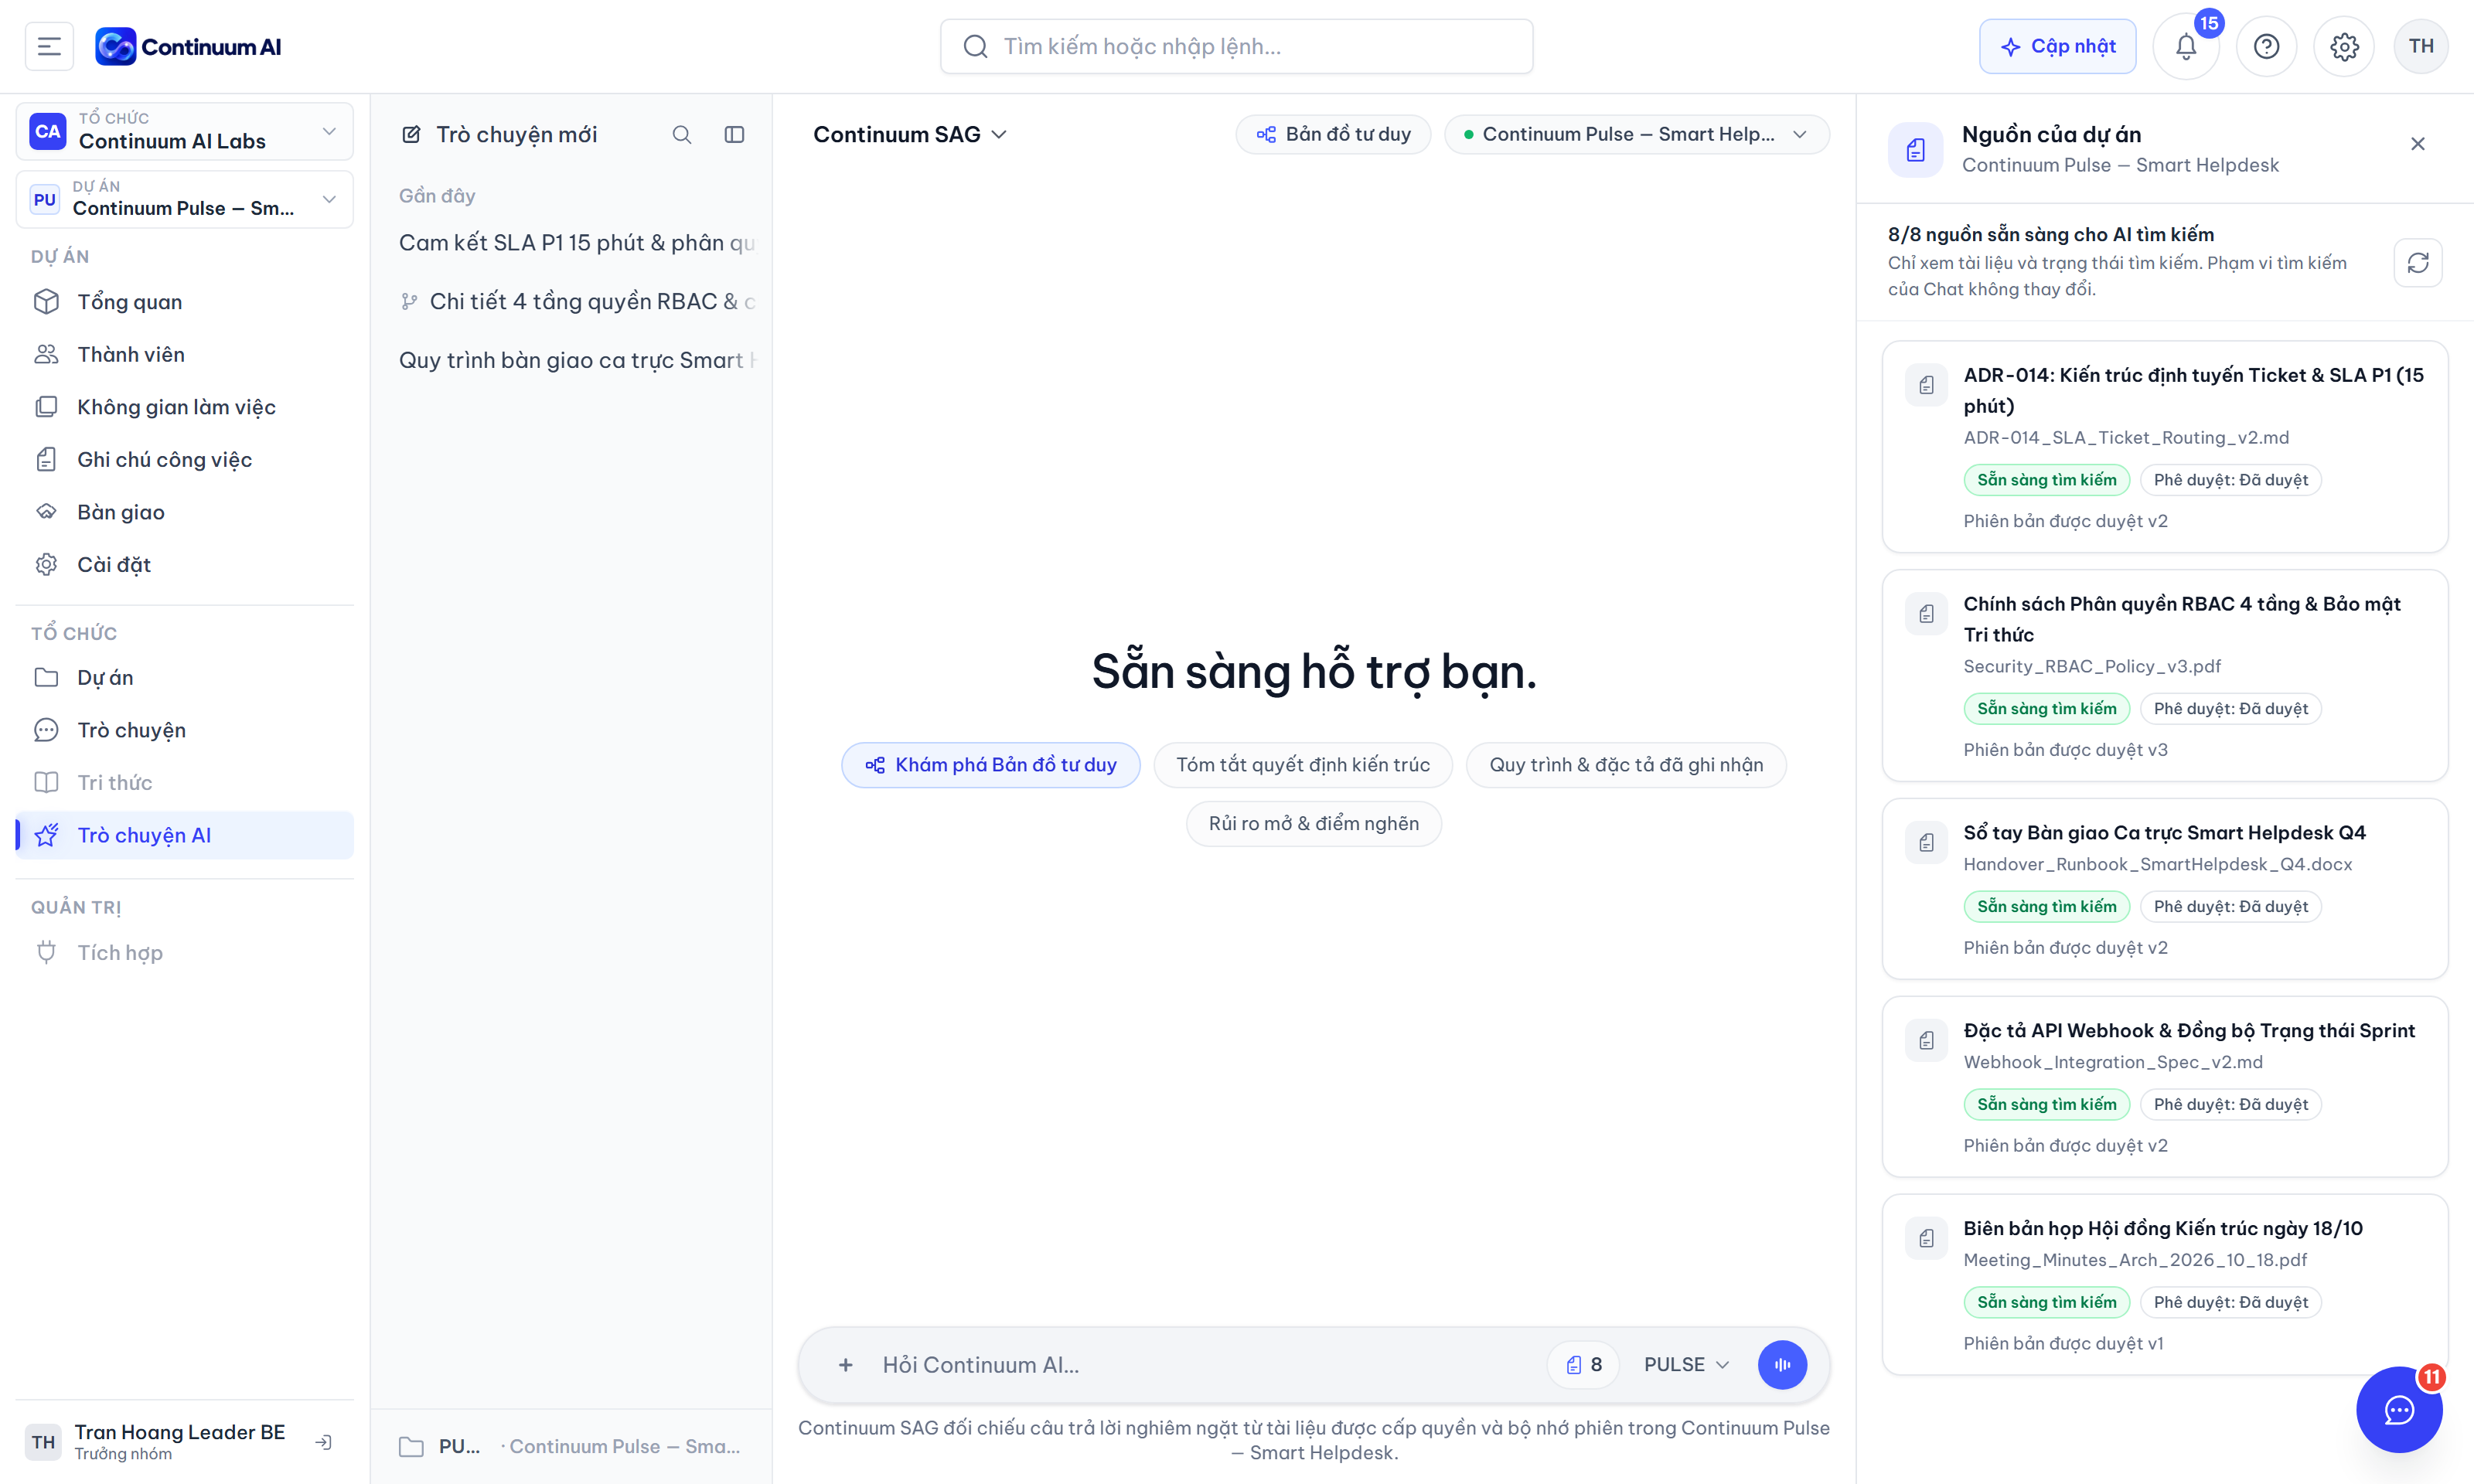 Continuum AI
Tìm kiếm hoặc nhập lệnh...
Cập nhật
15
TH
CA
TỔ CHỨC
Continuum AI Labs
PU
DỰ ÁN
Continuum Pulse – Sm...
DỰ ÁN
Tổng quan
Thành viên
Không gian làm việc
Ghi chú công việc
Bàn giao
Cài đặt
TỔ CHỨC
Dự án
Trò chuyện
Tri thức
Trò chuyện AI
QUẢN TRỊ
Tích hợp
TH
Tran Hoang Leader BE
Trưởng nhóm
Trò chuyện mới
Gần đây
Cam kết SLA P1 15 phút & phân qu
Chi tiết 4 tầng quyền RBAC & c
Quy trình bàn giao ca trực Smart H
PU...
· Continuum Pulse – Sma...
Continuum SAG
Bản đồ tư duy
Continuum Pulse – Smart Help...
Sẵn sàng hỗ trợ bạn.
Khám phá Bản đồ tư duy
Tóm tắt quyết định kiến trúc
Quy trình & đặc tả đã ghi nhận
Rủi ro mở & điểm nghẽn
+
Hỏi Continuum AI...
8
PULSE
Continuum SAG đối chiếu câu trả lời nghiêm ngặt từ tài liệu được cấp quyền và bộ nhớ phiên trong Continuum Pulse
– Smart Helpdesk.
Nguồn của dự án
Continuum Pulse – Smart Helpdesk
8/8 nguồn sẵn sàng cho AI tìm kiếm
Chỉ xem tài liệu và trạng thái tìm kiếm. Phạm vi tìm kiếm
của Chat không thay đổi.
ADR-014: Kiến trúc định tuyến Ticket & SLA P1 (15
phút)
ADR-014_SLA_Ticket_Routing_v2.md
Sẵn sàng tìm kiếm
Phê duyệt: Đã duyệt
Phiên bản được duyệt v2
Chính sách Phân quyền RBAC 4 tầng & Bảo mật
Tri thức
Security_RBAC_Policy_v3.pdf
Sẵn sàng tìm kiếm
Phê duyệt: Đã duyệt
Phiên bản được duyệt v3
Sổ tay Bàn giao Ca trực Smart Helpdesk Q4
Handover_Runbook_SmartHelpdesk_Q4.docx
Sẵn sàng tìm kiếm
Phê duyệt: Đã duyệt
Phiên bản được duyệt v2
Đặc tả API Webhook & Đồng bộ Trạng thái Sprint
Webhook_Integration_Spec_v2.md
Sẵn sàng tìm kiếm
Phê duyệt: Đã duyệt
Phiên bản được duyệt v2
Biên bản họp Hội đồng Kiến trúc ngày 18/10
Meeting_Minutes_Arch_2026_10_18.pdf
Sẵn sàng tìm kiếm
Phê duyệt: Đã duyệt
Phiên bản được duyệt v1
11